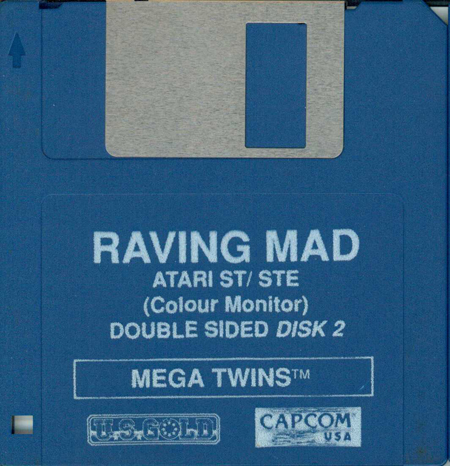 RAVING MAD
ATARI ST/ STE
(Colour Monitor)
DOUBLE SIDED DISK 2
MEGA TWINS™
U.S. GOLD
CAPCOM®
USA